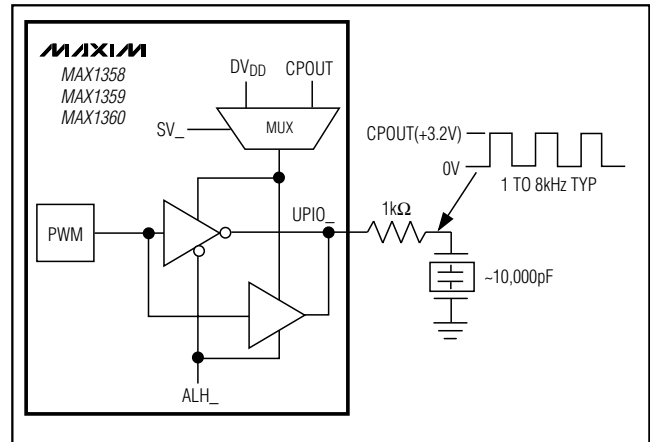 MAXIM
MAX1358
MAX1359
MAX1360
DVDD
CPOUT
SV_
MUX
CPOUT(+3.2V)
0V
1 TO 8kHz TYP
UPIO_
1kΩ
PWM
~10,000pF
ALH_